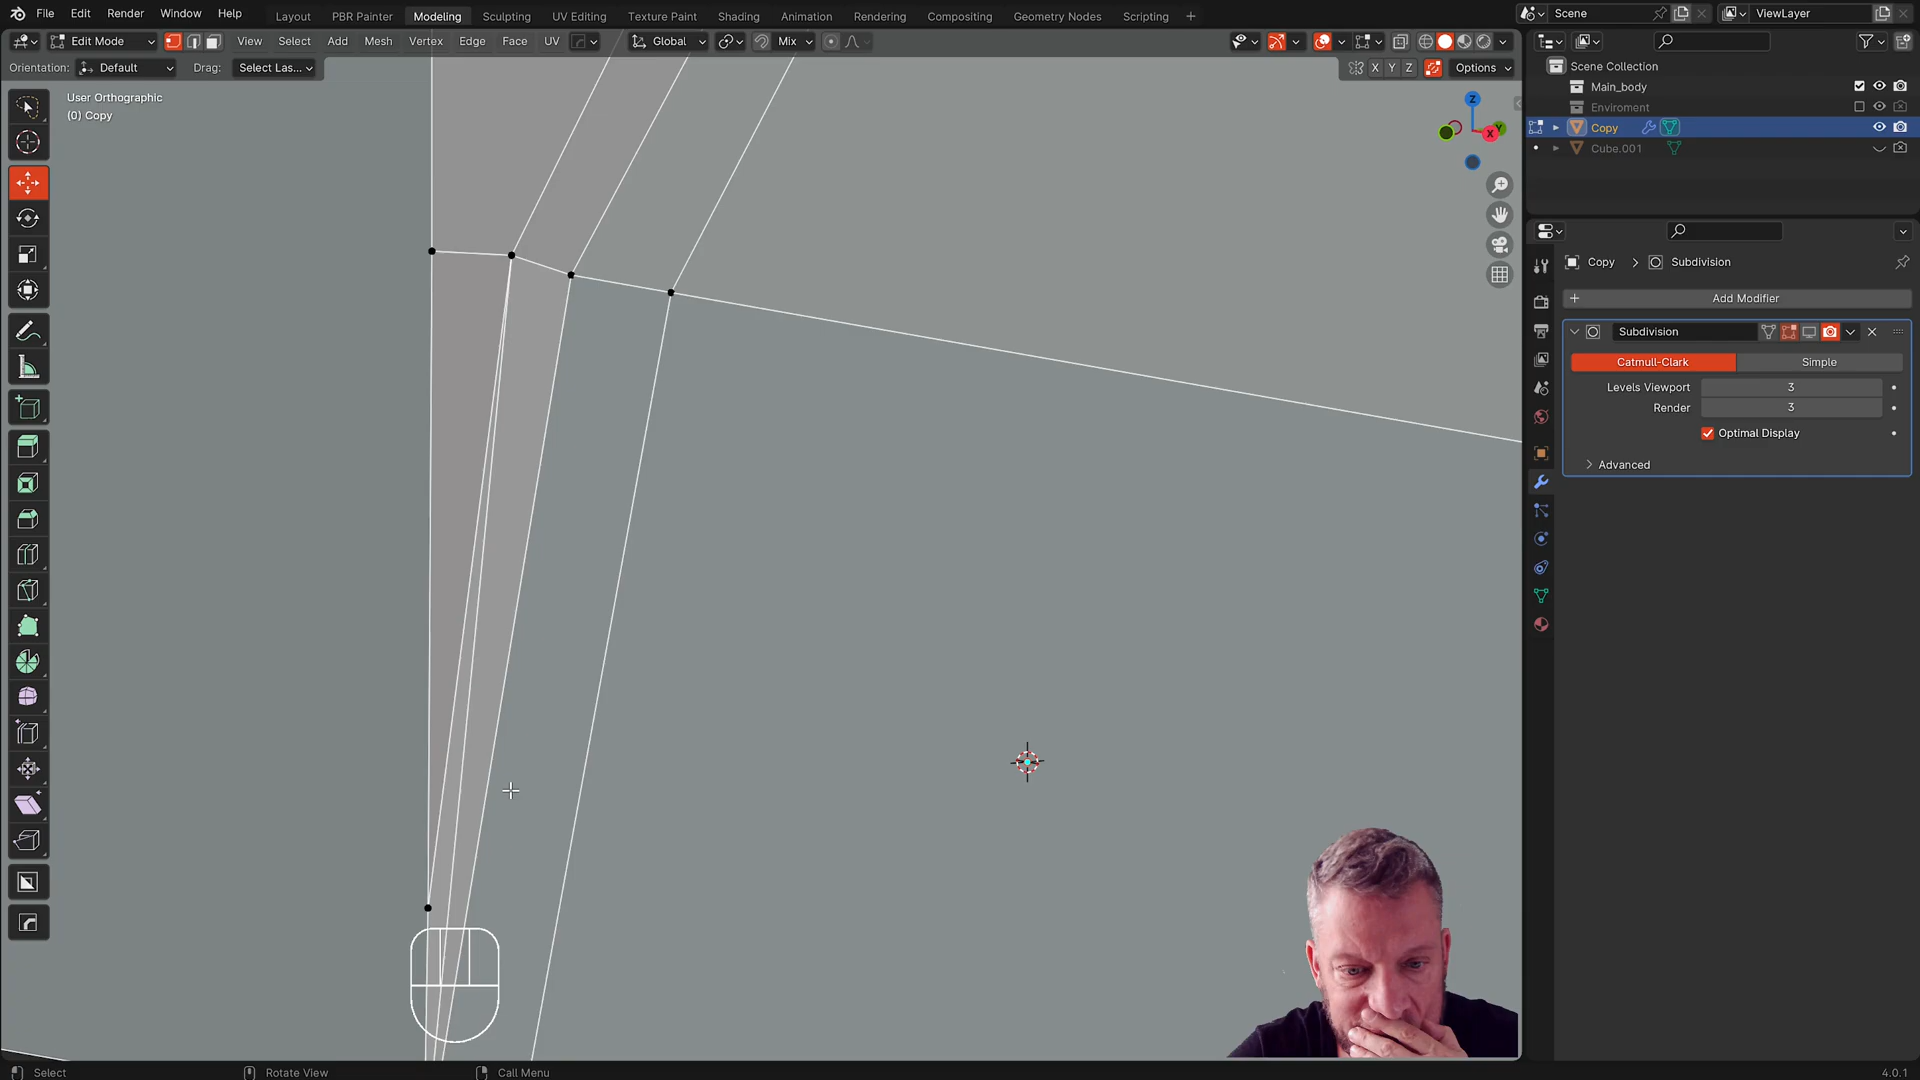 File Edit Render Window Help Layout PBR Painter Modeling Sculpting UV Editing Texture Paint Shading Animation Rendering Compositing Geometry Nodes Scripting + Scene ViewLayer
Edit Mode View Select Add Mesh Vertex Edge Face UV Global Mix
Orientation: Default Drag: Select Las... X Y Z Options
User Orthographic
(0) Copy
Z
Y
X
Scene Collection
Main_body
Enviroment
Copy
Cube.001
Copy > Subdivision
+ Add Modifier
Subdivision
Catmull-Clark Simple
Levels Viewport 3
Render 3
Optimal Display
Advanced
Select Rotate View Call Menu 4.0.1